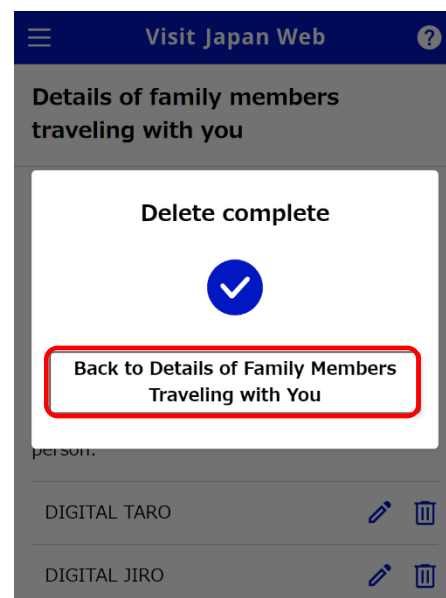 Visit Japan Web ?
Details of family members
traveling with you
Delete complete
Back to Details of Family Members
Traveling with You
person.
DIGITAL TARO
DIGITAL JIRO